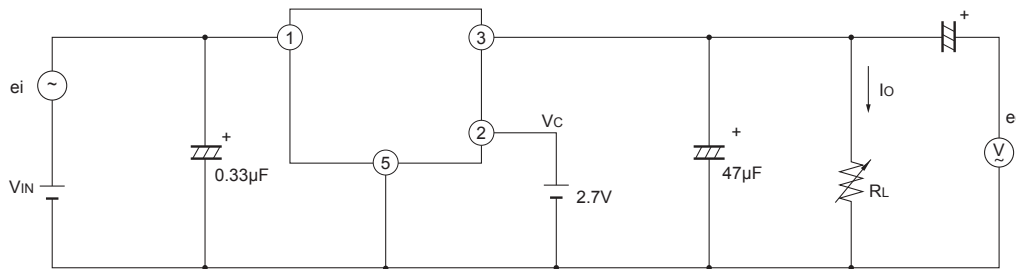 ei
~
VIN
+
0.33μF
1
3
2
5
VC
2.7V
+
47μF
IO
RL
+
e
V
~